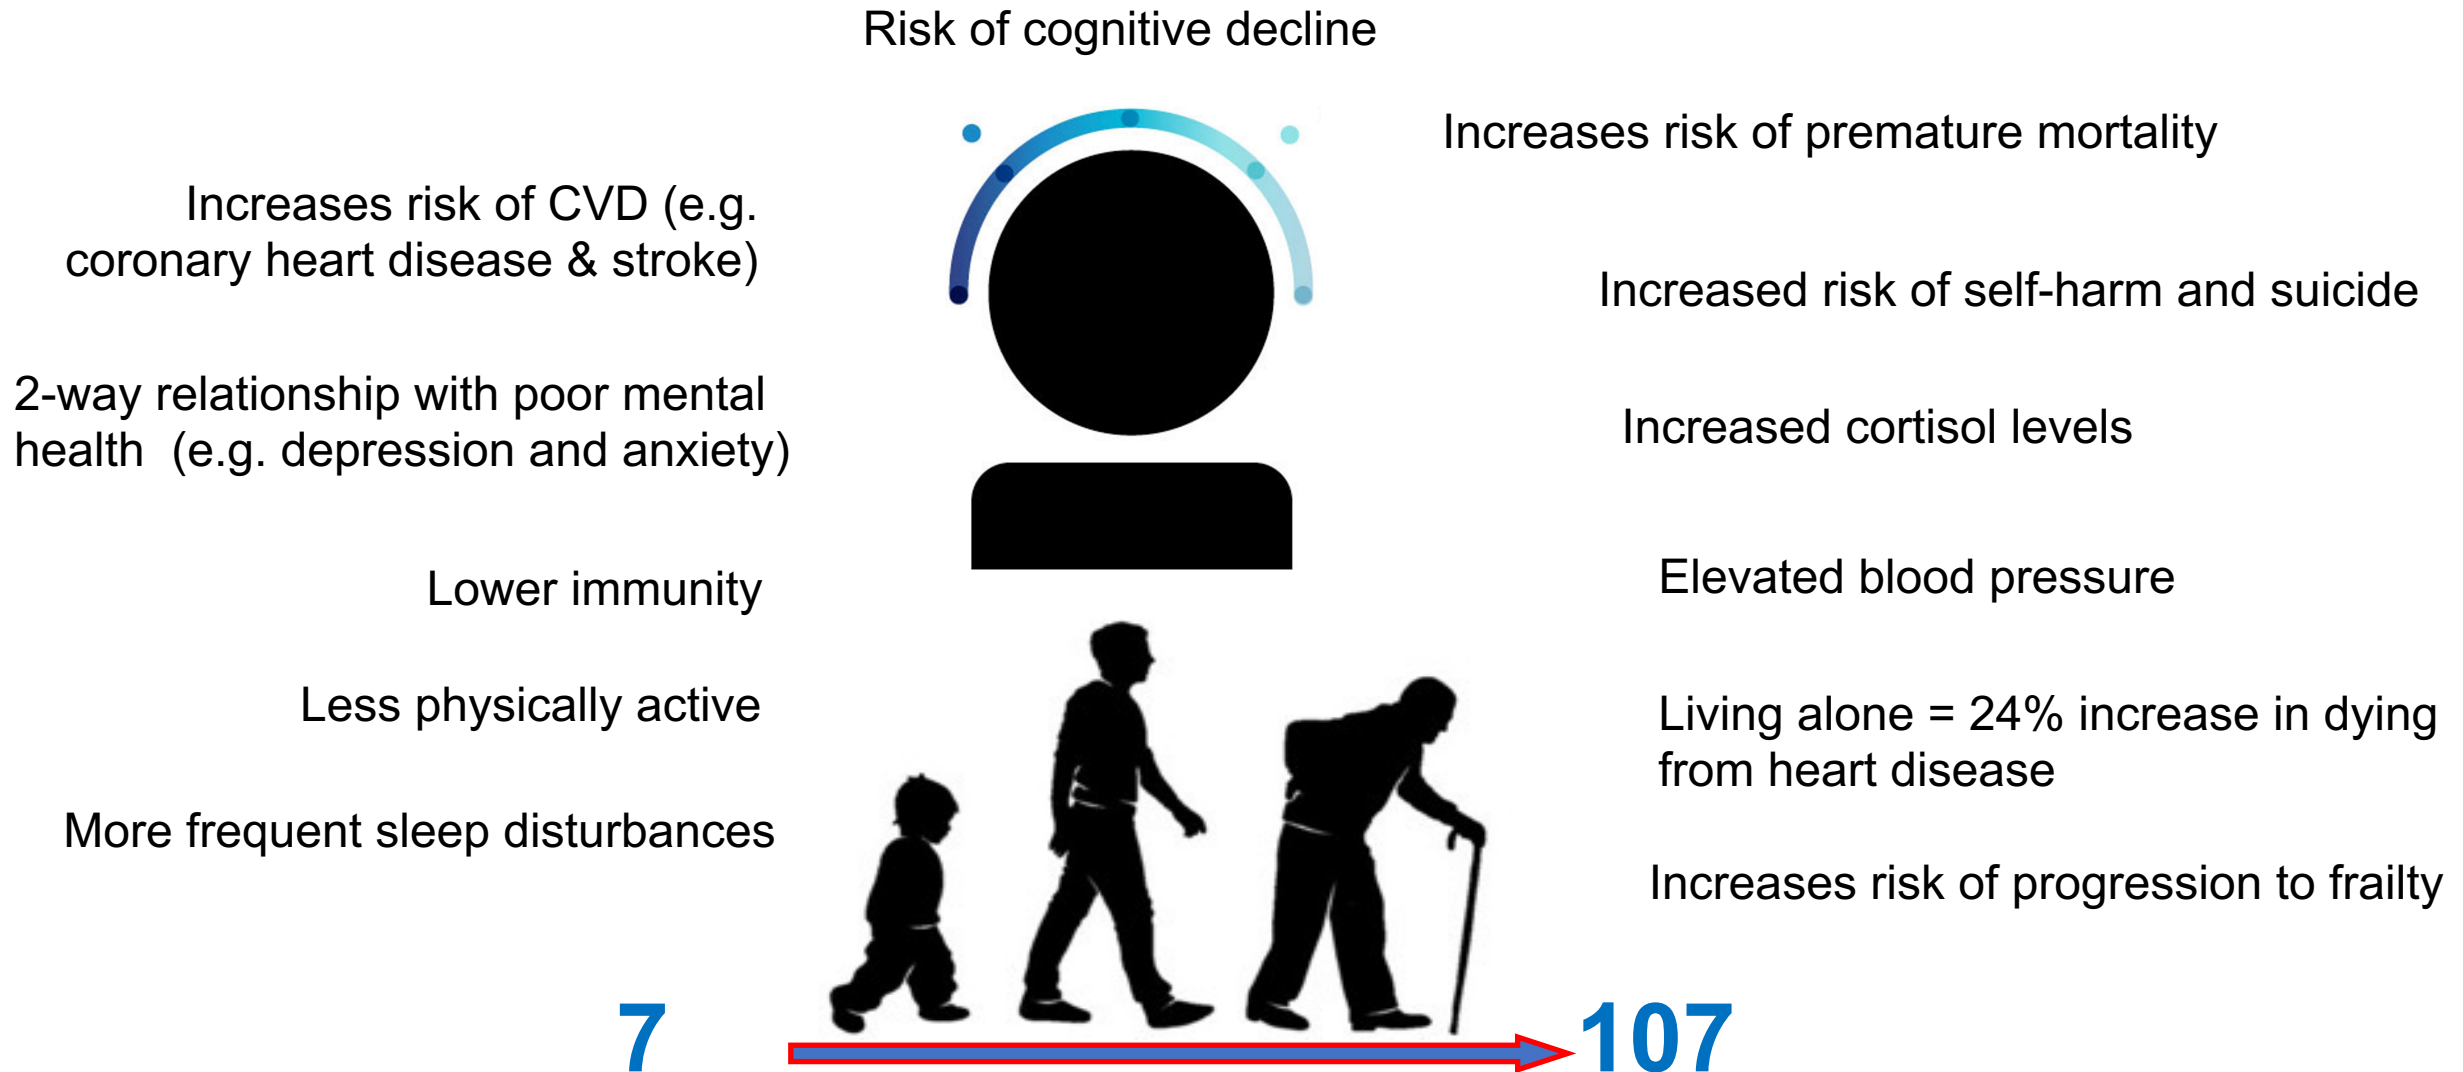 Risk of cognitive decline
Increases risk of CVD (e.g.
coronary heart disease & stroke)
2-way relationship with poor mental
health  (e.g. depression and anxiety)
Lower immunity
Less physically active
More frequent sleep disturbances
Increases risk of premature mortality
Increased risk of self-harm and suicide
Increased cortisol levels
Elevated blood pressure
Living alone = 24% increase in dying
from heart disease
Increases risk of progression to frailty
7
107